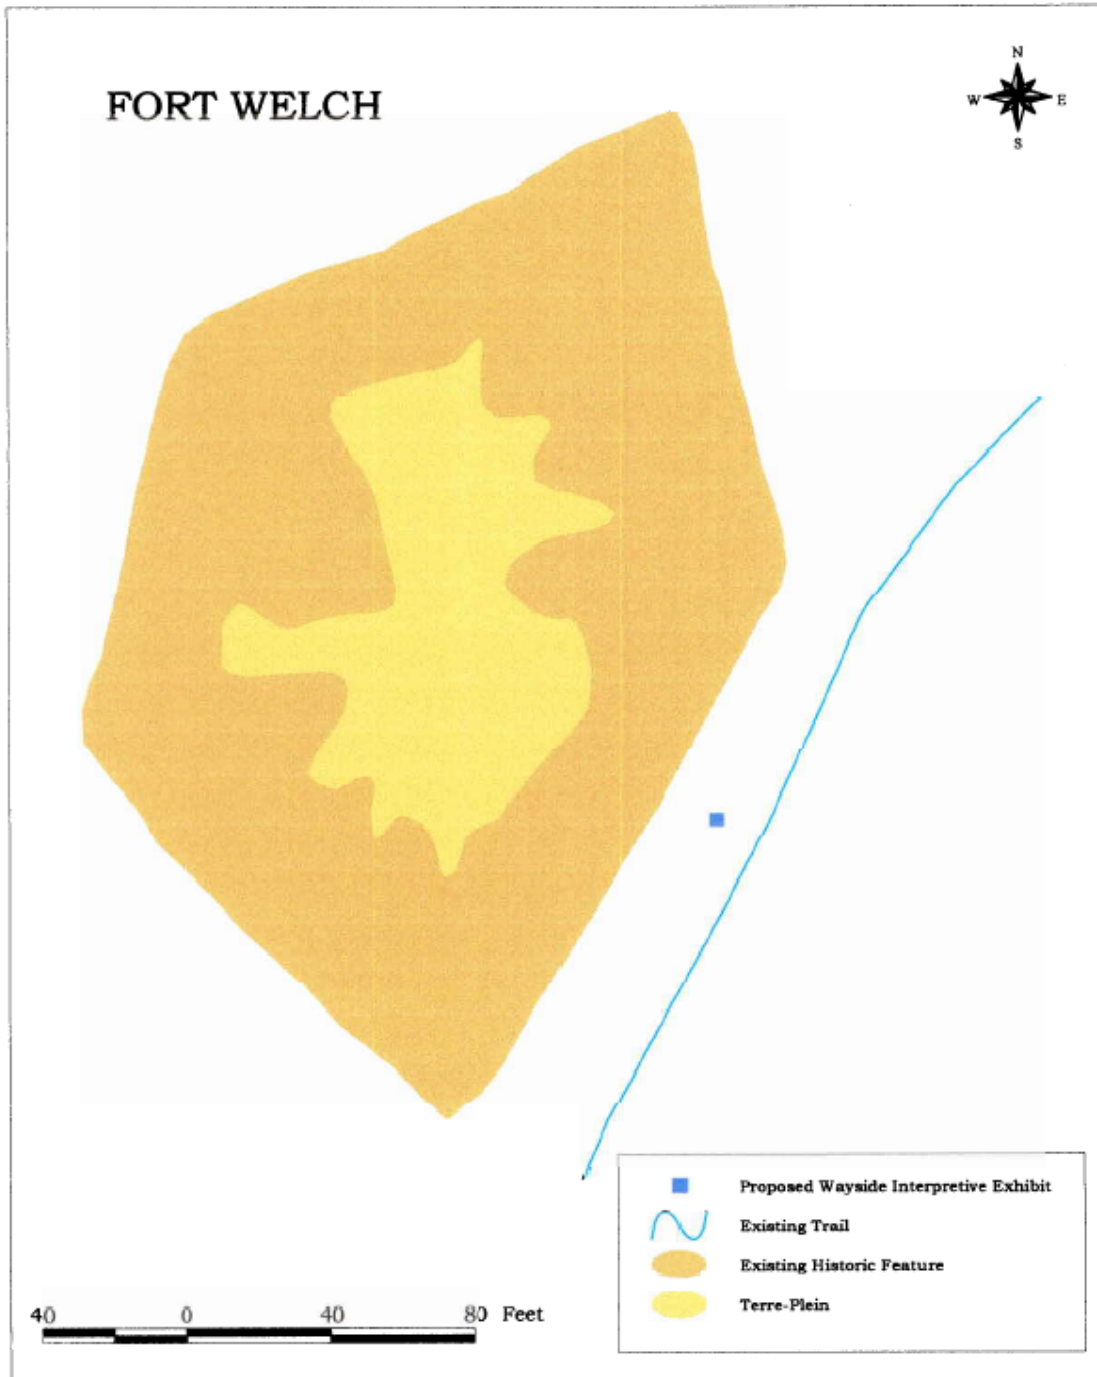 FORT WELCH
N
W E
S
Proposed Wayside Interpretive Exhibit
Existing Trail
Existing Historic Feature
Terre-Plein
40 0 40 80 Feet